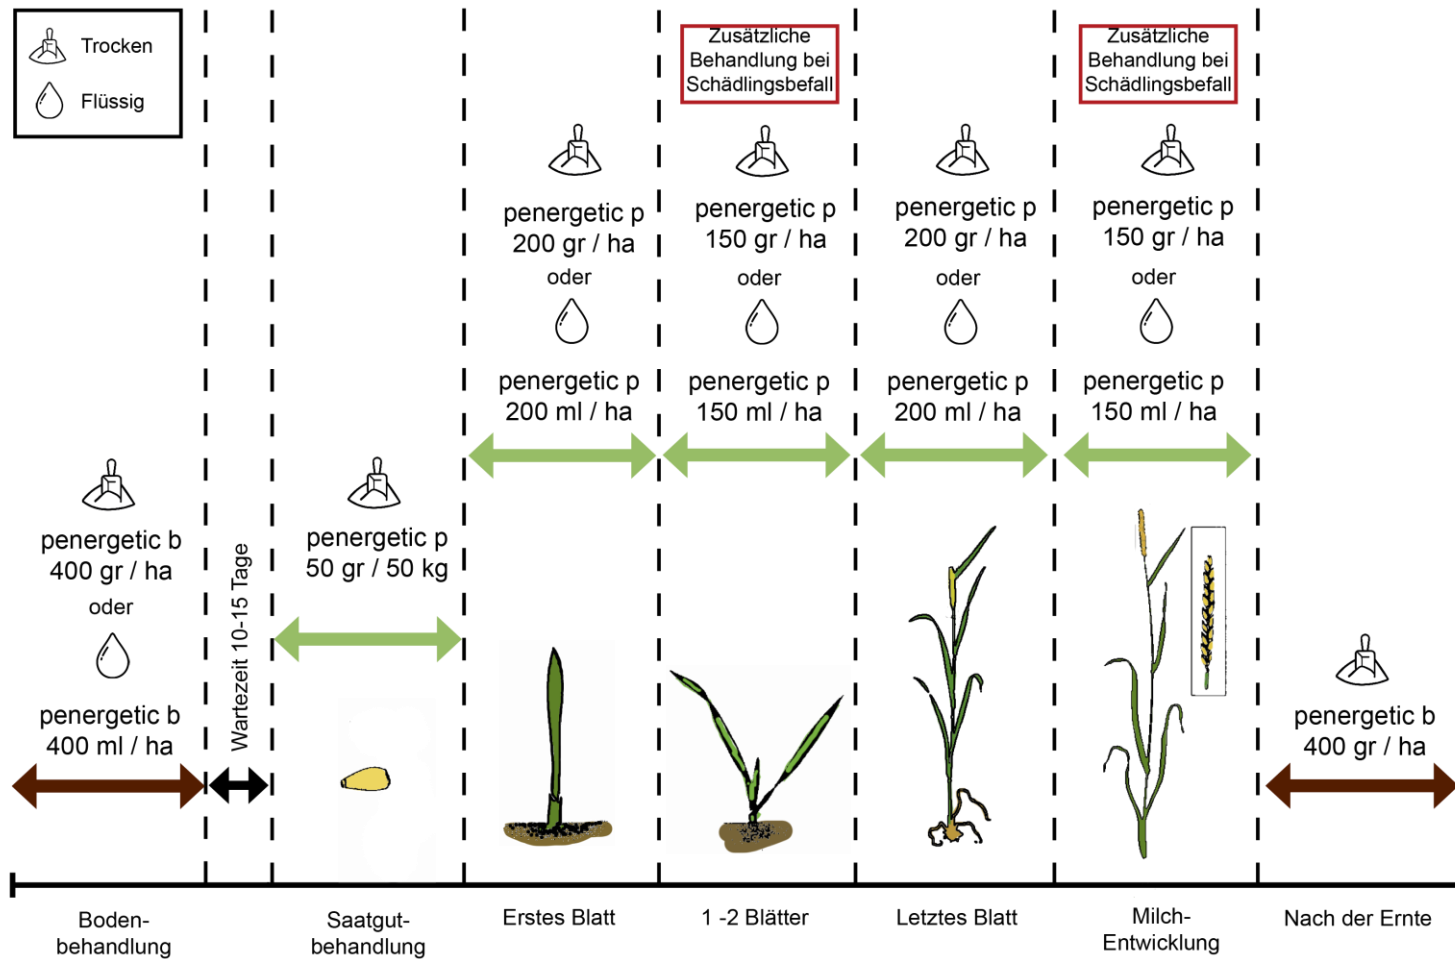 Trocken
Flüssig
penergetic b
400 gr / ha
oder
penergetic b
400 ml / ha
Wartezeit 10-15 Tage
penergetic p
50 gr / 50 kg
penergetic p
200 gr / ha
oder
penergetic p
200 ml / ha
Zusätzliche
Behandlung bei
Schädlingsbefall
penergetic p
150 gr / ha
oder
penergetic p
150 ml / ha
penergetic p
200 gr / ha
oder
penergetic p
200 ml / ha
Zusätzliche
Behandlung bei
Schädlingsbefall
penergetic p
150 gr / ha
oder
penergetic p
150 ml / ha
penergetic b
400 gr / ha
Boden-
behandlung
Saatgut-
behandlung
Erstes Blatt
1 -2 Blätter
Letztes Blatt
Milch-
Entwicklung
Nach der Ernte